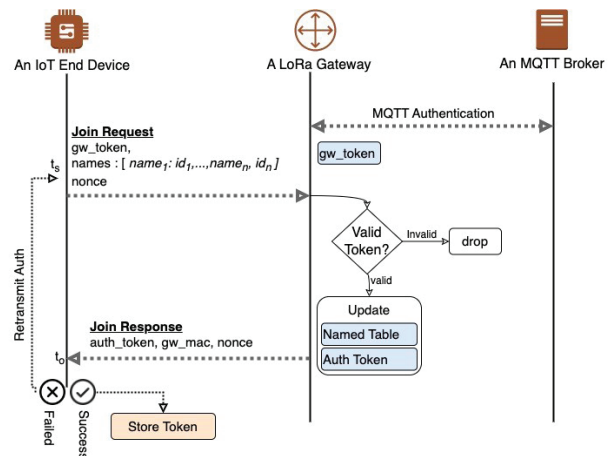 An IoT End Device
A LoRa Gateway
An MQTT Broker
MQTT Authentication
Join Request
gw_token,
names : [ name1: id1,...,namen, idn ]
nonce
ts
gw_token
Valid
Token?
Invalid
drop
valid
Update
Named Table
Auth Token
Join Response
auth_token, gw_mac, nonce
to
Retransmit Auth
Failed
Success
Store Token